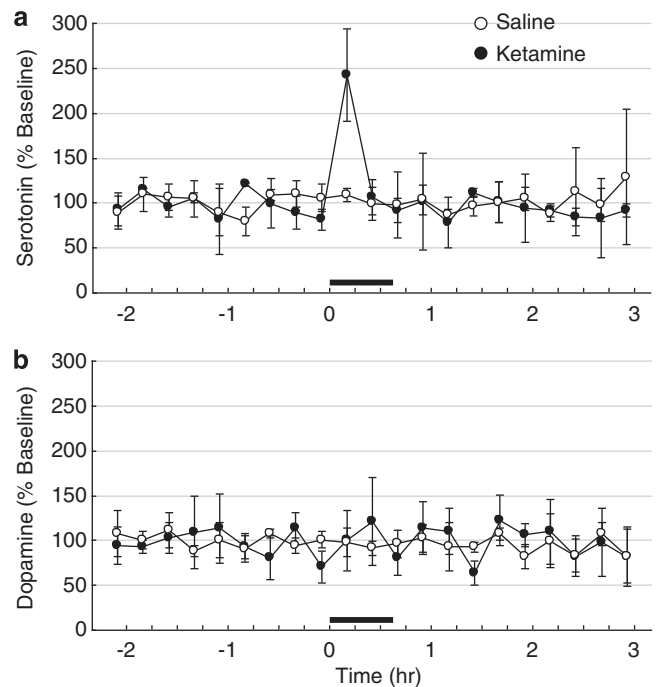 a
Saline
Ketamine
Serotonin (% Baseline)
300
250
200
150
100
50
0
-2 -1 0 1 2 3
b
Dopamine (% Baseline)
300
250
200
150
100
50
0
-2 -1 0 1 2 3
Time (hr)